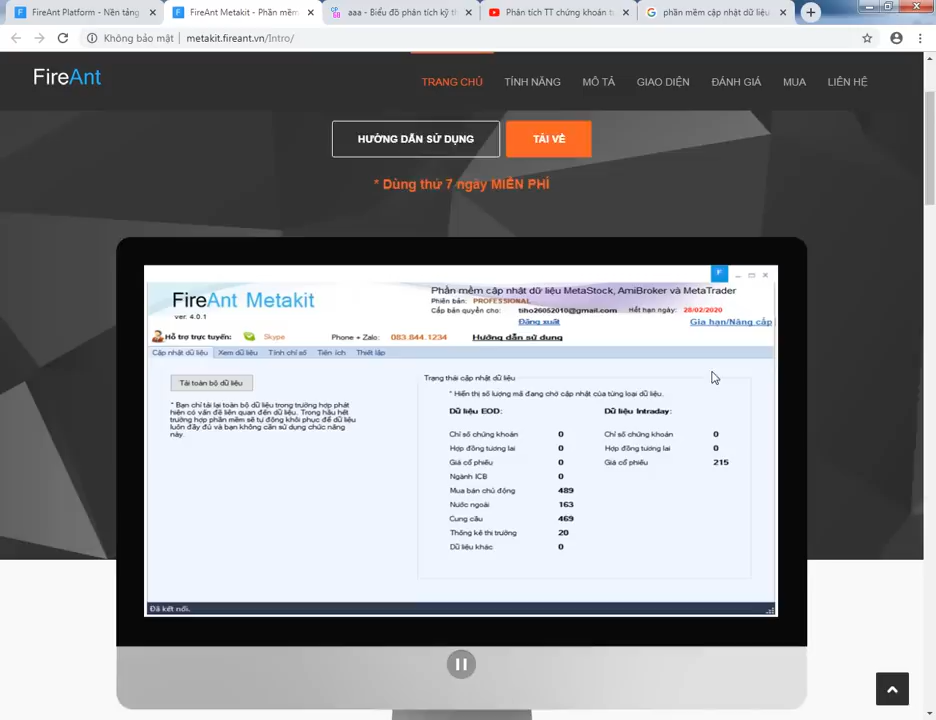 FireAnt Platform - Nền tảng
FireAnt Metakit - Phần mềm
aaa - Biểu đồ phân tích kỹ th
Phân tích TT chứng khoán t
phần mềm cập nhật dữ liệu
Không bảo mật | metakit.fireant.vn/Intro/
FireAnt
TRANG CHỦ
TÍNH NĂNG
MÔ TẢ
GIAO DIỆN
ĐÁNH GIÁ
MUA
LIÊN HỆ
HƯỚNG DẪN SỬ DỤNG
TẢI VỀ
* Dùng thử 7 ngày MIỄN PHÍ
F
FireAnt Metakit
ver: 4.0.1
Phần mềm cập nhật dữ liệu MetaStock, AmiBroker và MetaTrader
Phiên bản: PROFESSIONAL
Cấp bản quyền cho: tiho26052010@gmail.com Hết hạn ngày: 28/02/2020
Đăng xuất
Gia hạn/Nâng cấp
Hỗ trợ trực tuyến: Skype Phone + Zalo: 083.844.1234 Hướng dẫn sử dụng
Cập nhật dữ liệu Xem dữ liệu Tính chỉ số Tiện ích Thiết lập
Tải toàn bộ dữ liệu
* Bạn chỉ tải lại toàn bộ dữ liệu trong trường hợp phát
hiện có vấn đề liên quan đến dữ liệu. Trong hầu hết
trường hợp phần mềm sẽ tự động khôi phục để dữ liệu
luôn đầy đủ và bạn không cần sử dụng chức năng
này.
Trạng thái cập nhật dữ liệu
* Hiển thị số lượng mã đang chờ cập nhật của từng loại dữ liệu.
Dữ liệu EOD: Dữ liệu Intraday:
Chỉ số chứng khoán 0 Chỉ số chứng khoán 0
Hợp đồng tương lai 0 Hợp đồng tương lai 0
Giá cổ phiếu 0 Giá cổ phiếu 215
Ngành ICB 0
Mua bán chủ động 489
Nước ngoài 163
Cung cầu 469
Thống kê thị trường 20
Dữ liệu khác 0
Đã kết nối.